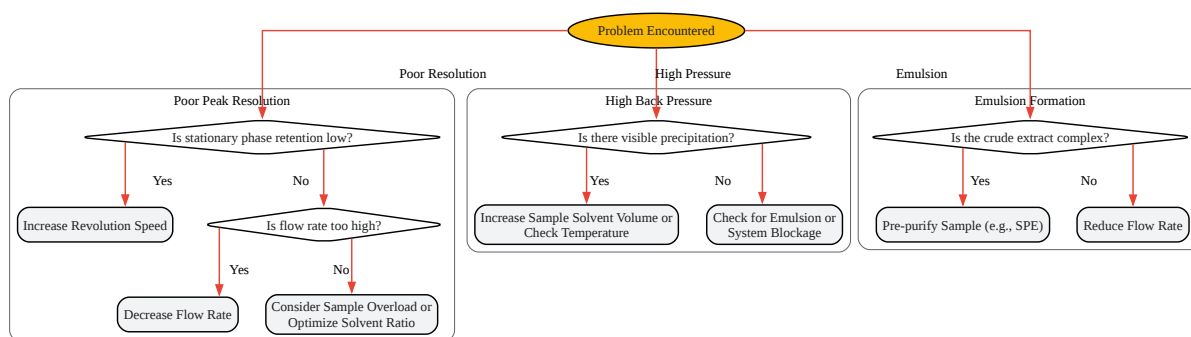 Problem Encountered
Poor Resolution
High Pressure
Emulsion
Poor Peak Resolution
High Back Pressure
Emulsion Formation
Is stationary phase retention low?
Is there visible precipitation?
Is the crude extract complex?
Yes
No
Yes
No
Yes
No
Increase Revolution Speed
Is flow rate too high?
Increase Sample Solvent Volume or
Check Temperature
Check for Emulsion or
System Blockage
Pre-purify Sample (e.g., SPE)
Reduce Flow Rate
Yes
No
Decrease Flow Rate
Consider Sample Overload or
Optimize Solvent Ratio